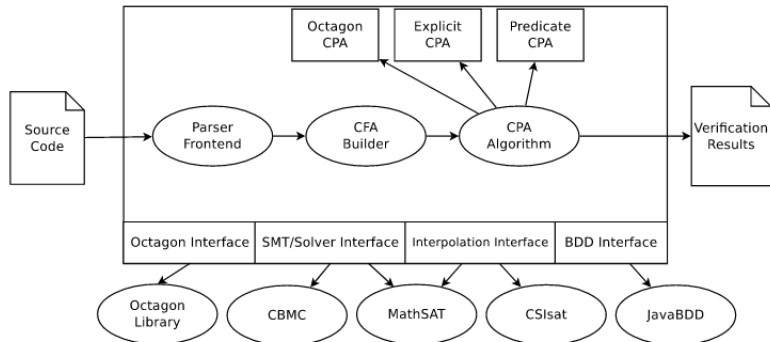 Octagon
CPA
Explicit
CPA
Predicate
CPA
Source
Code
Parser
Frontend
CFA
Builder
CPA
Algorithm
Verification
Results
Octagon Interface
SMT/Solver Interface
Interpolation Interface
BDD Interface
Octagon
Library
CBMC
MathSAT
CSIsat
JavaBDD